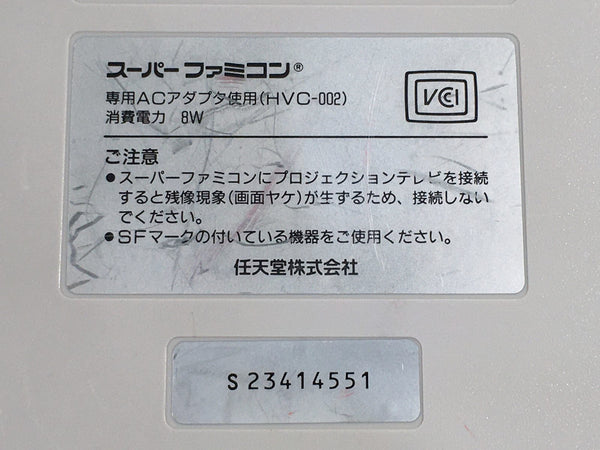 スーパーファミコン®
専用ACアダプタ使用(HVC-002)
消費電力 8W
VCCI
ご注意
●スーパーファミコンにプロジェクションテレビを接続
すると残像現象(画面ヤケ)が生ずるため、接続しない
でください。
●SFマークの付いている機器をご使用ください。
任天堂株式会社
S23414551